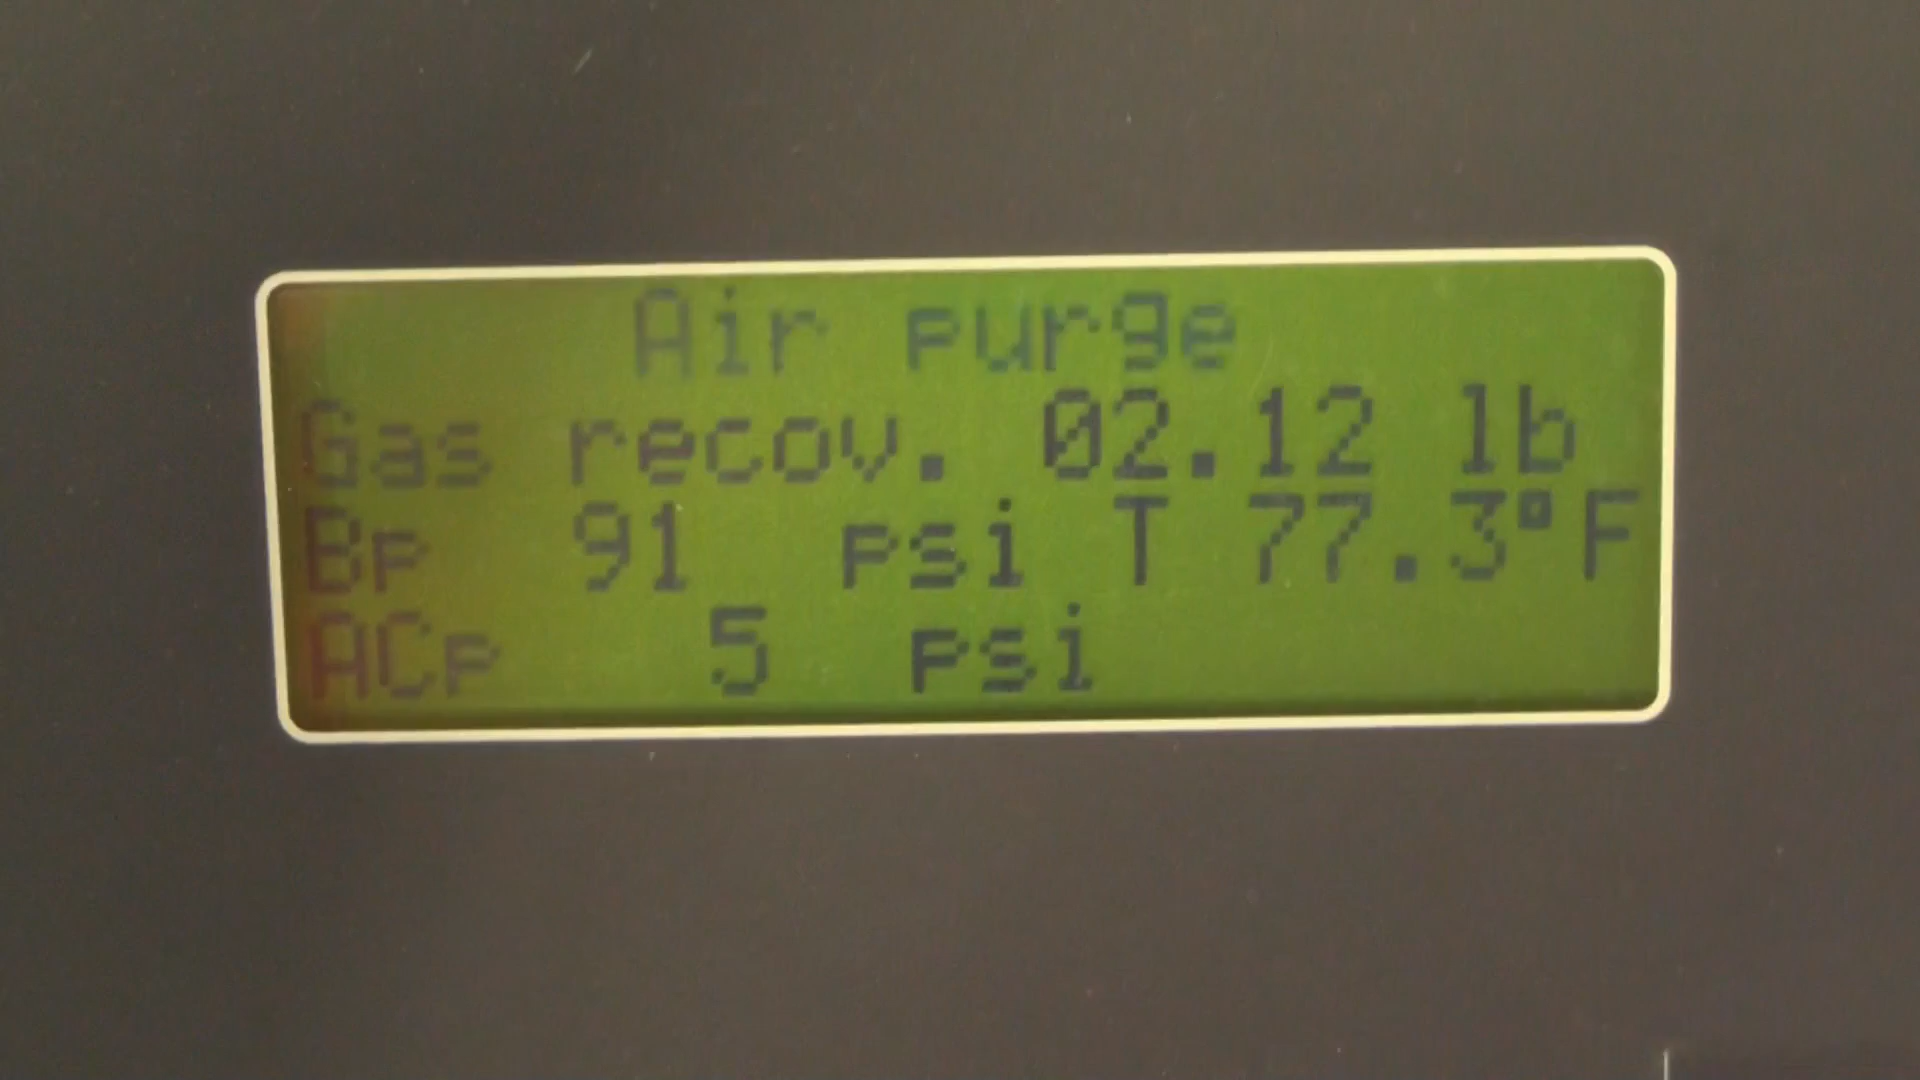 Air purge
Gas recov. 02.12 lb
Bp 91 psi T 77.3°F
ACp 5 psi